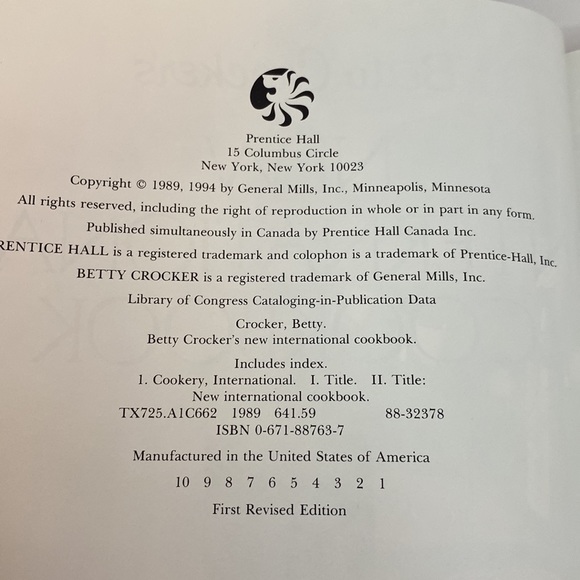 Prentice Hall
15 Columbus Circle
New York, New York 10023
Copyright © 1989, 1994 by General Mills, Inc., Minneapolis, Minnesota
All rights reserved, including the right of reproduction in whole or in part in any form.
Published simultaneously in Canada by Prentice Hall Canada Inc.
RENTICE HALL is a registered trademark and colophon is a trademark of Prentice-Hall, Inc.
BETTY CROCKER is a registered trademark of General Mills, Inc.
Library of Congress Cataloging-in-Publication Data
Crocker, Betty.
Betty Crocker's new international cookbook.
Includes index.
1. Cookery, International. I. Title. II. Title:
New international cookbook.
TX725.A1C662 1989 641.59 88-32378
ISBN 0-671-88763-7
Manufactured in the United States of America
10 9 8 7 6 5 4 3 2 1
First Revised Edition